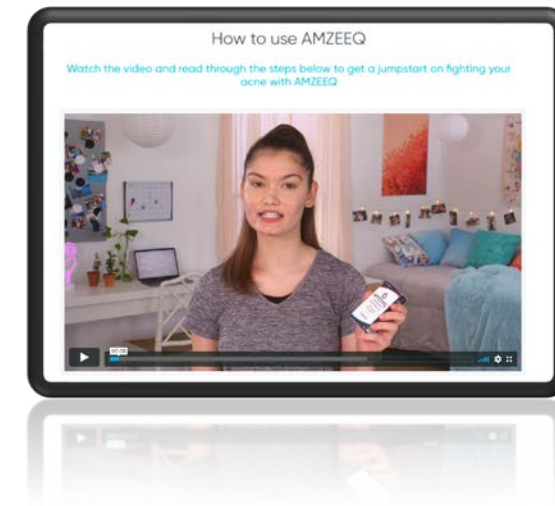 How to use AMZEEQ
Watch the video and read through the steps below to get a jumpstart on fighting your
acne with AMZEEQ